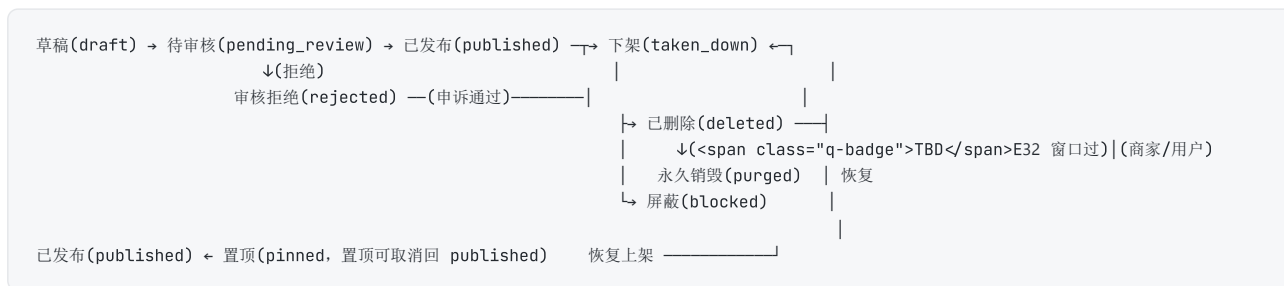 草稿(draft) → 待审核(pending_review) → 已发布(published) ─┬→ 下架(taken_down) ←─┐
↓(拒绝) │ │
审核拒绝(rejected) ──(申诉通过)────────│ │
├→ 已删除(deleted) ───┤
│ ↓(<span class="q-badge">TBD</span>E32 窗口过)│(商家/用户)
│ 永久销毁(purged) │ 恢复
└→ 屏蔽(blocked) │
│
已发布(published) ← 置顶(pinned，置顶可取消回 published) 恢复上架 ────────────┘